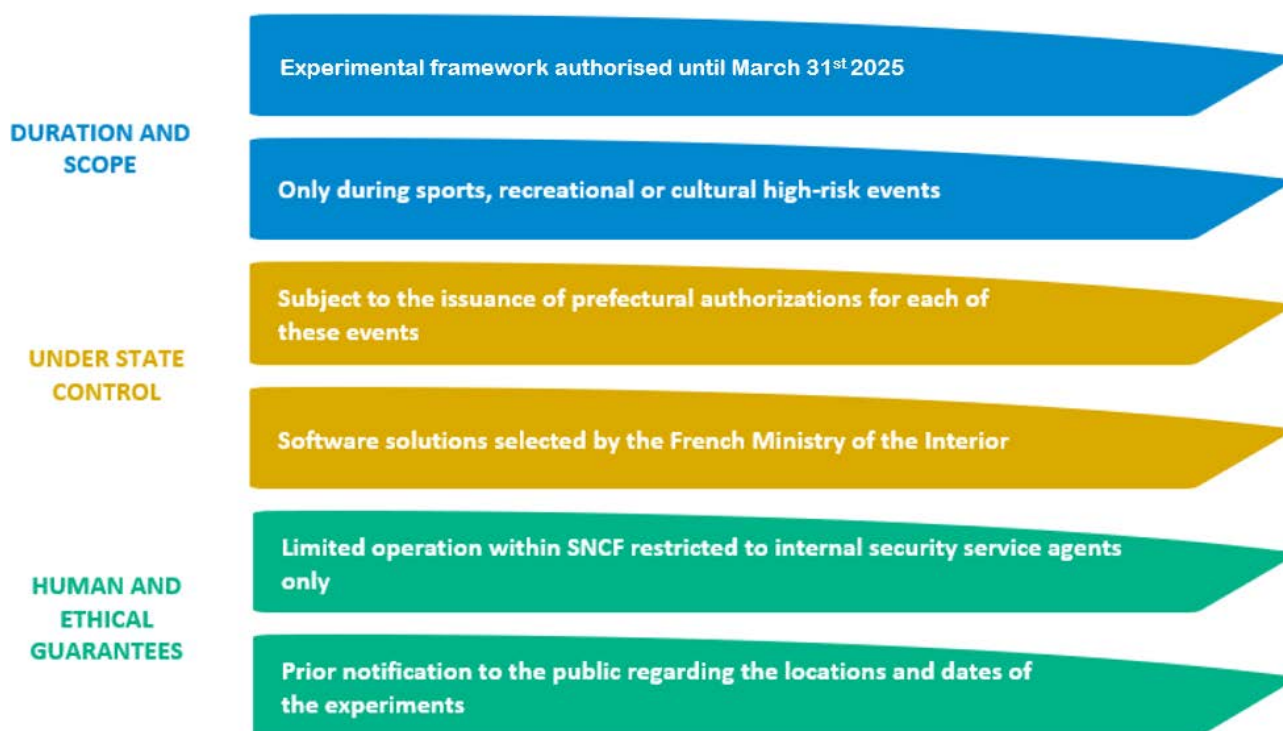 DURATION AND
SCOPE
Experimental framework authorised until March 31st 2025
Only during sports, recreational or cultural high-risk events
UNDER STATE
CONTROL
Subject to the issuance of prefectural authorizations for each of
these events
Software solutions selected by the French Ministry of the Interior
HUMAN AND
ETHICAL
GUARANTEES
Limited operation within SNCF restricted to internal security service agents
only
Prior notification to the public regarding the locations and dates of
the experiments